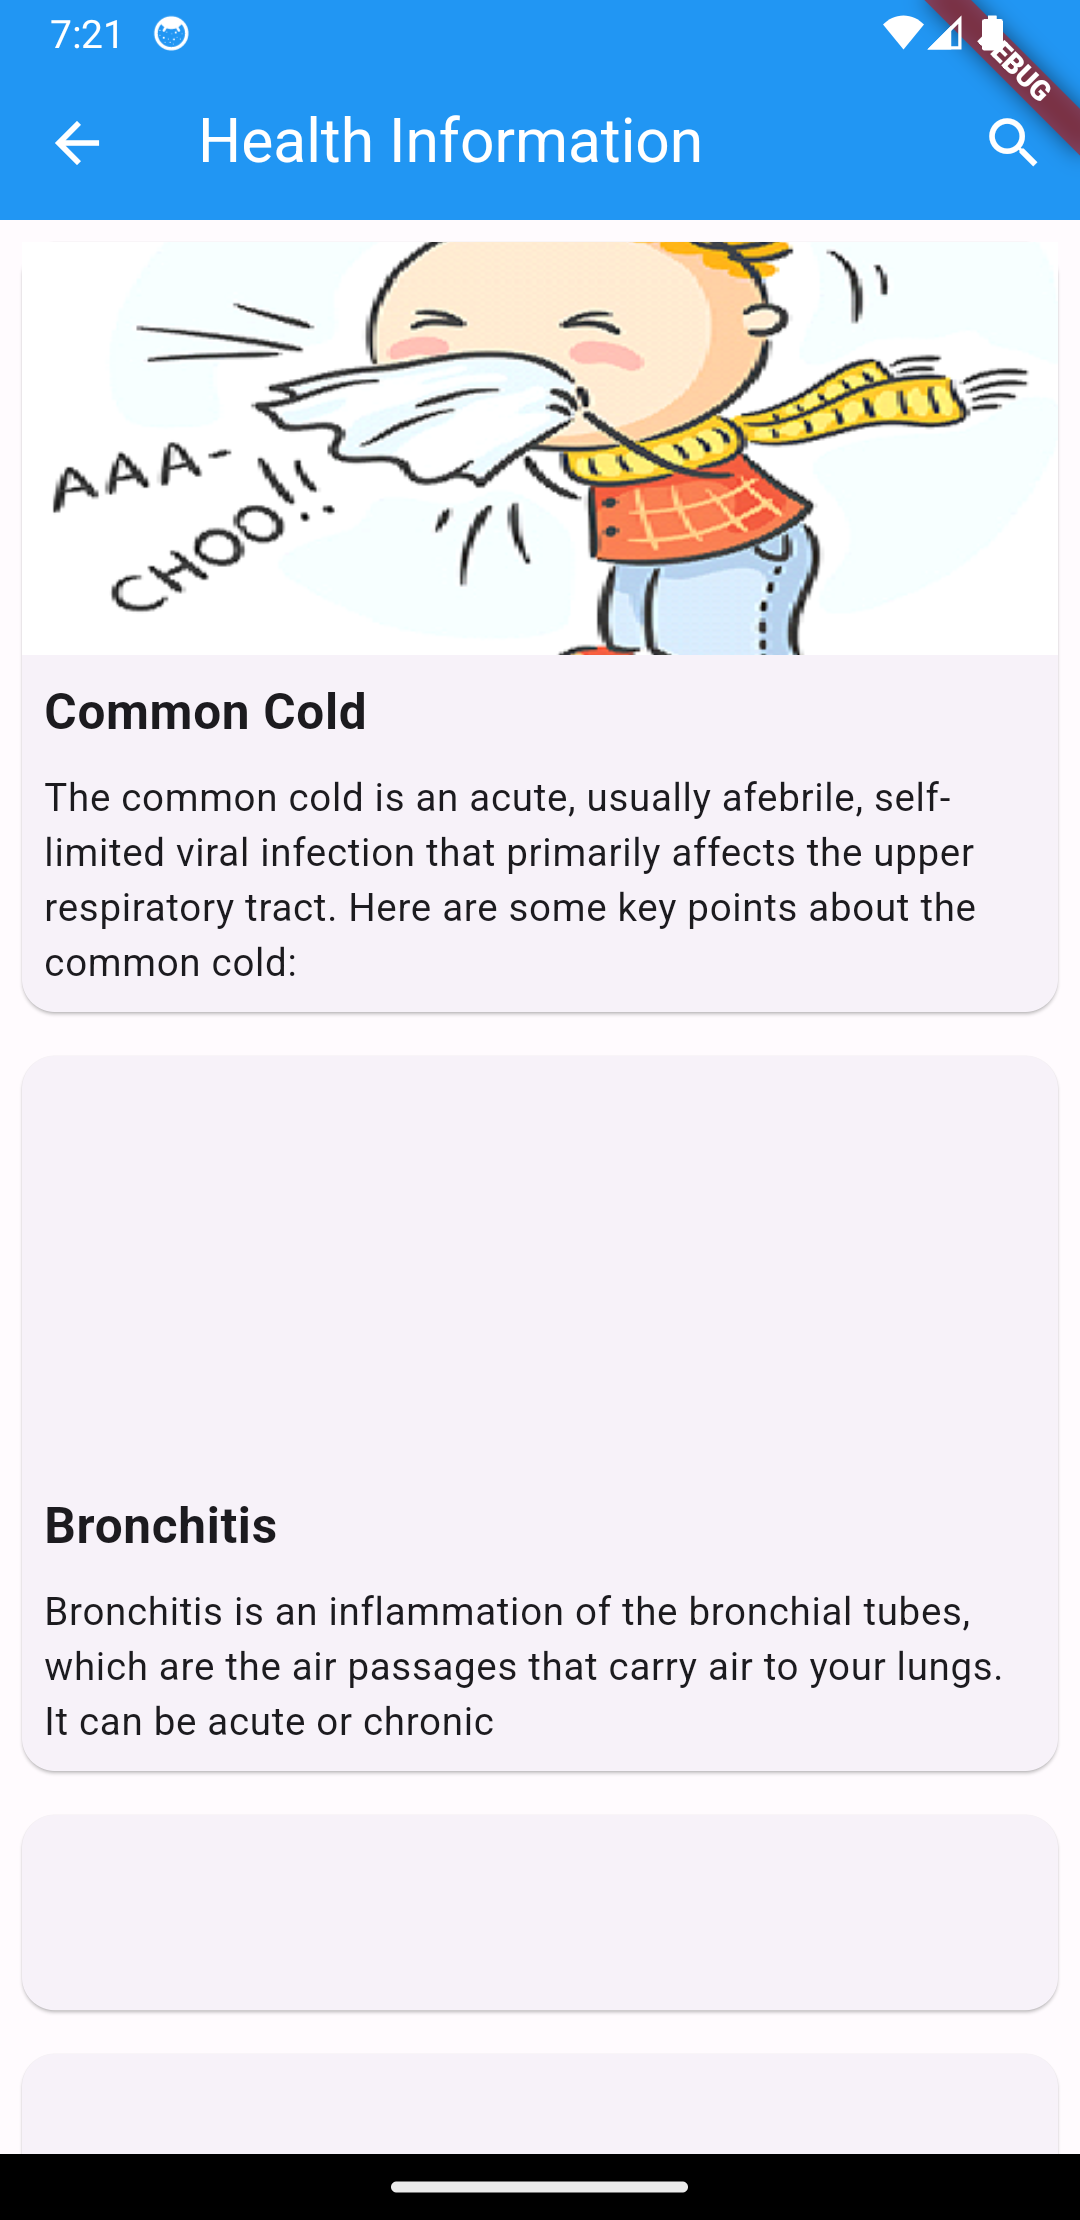 7:21
EBUG
Health Information
AAA-
CHOO!!
Common Cold
The common cold is an acute, usually afebrile, self-
limited viral infection that primarily affects the upper
respiratory tract. Here are some key points about the
common cold:
Bronchitis
Bronchitis is an inflammation of the bronchial tubes,
which are the air passages that carry air to your lungs.
It can be acute or chronic